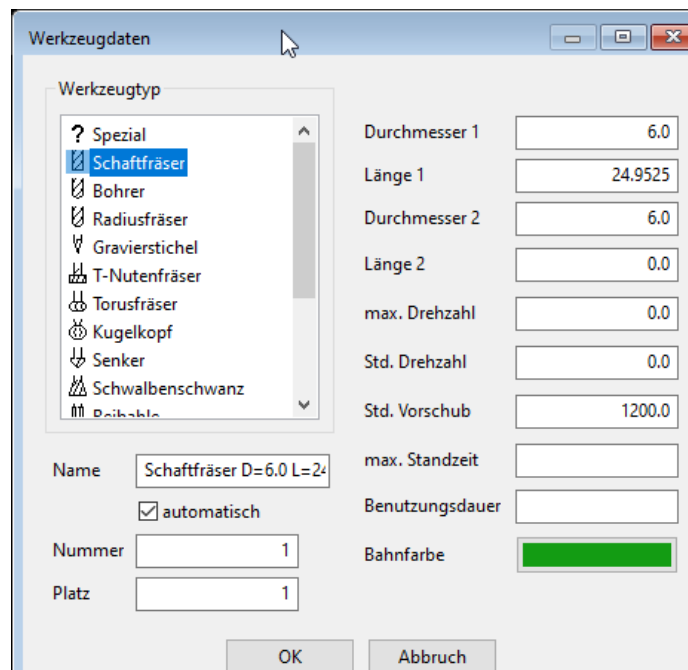 Werkzeugdaten
Werkzeugtyp
? Spezial
Schaftfräser
Bohrer
Radiusfräser
Gravierstichel
T-Nutenfräser
Torusfräser
Kugelkopf
Senker
Schwalbenschwanz
Reibahle
Name Schaftfräser D=6.0 L=24
automatisch
Nummer 1
Platz 1
Durchmesser 1 6.0
Länge 1 24.9525
Durchmesser 2 6.0
Länge 2 0.0
max. Drehzahl 0.0
Std. Drehzahl 0.0
Std. Vorschub 1200.0
max. Standzeit
Benutzungsdauer
Bahnfarbe
OK Abbruch